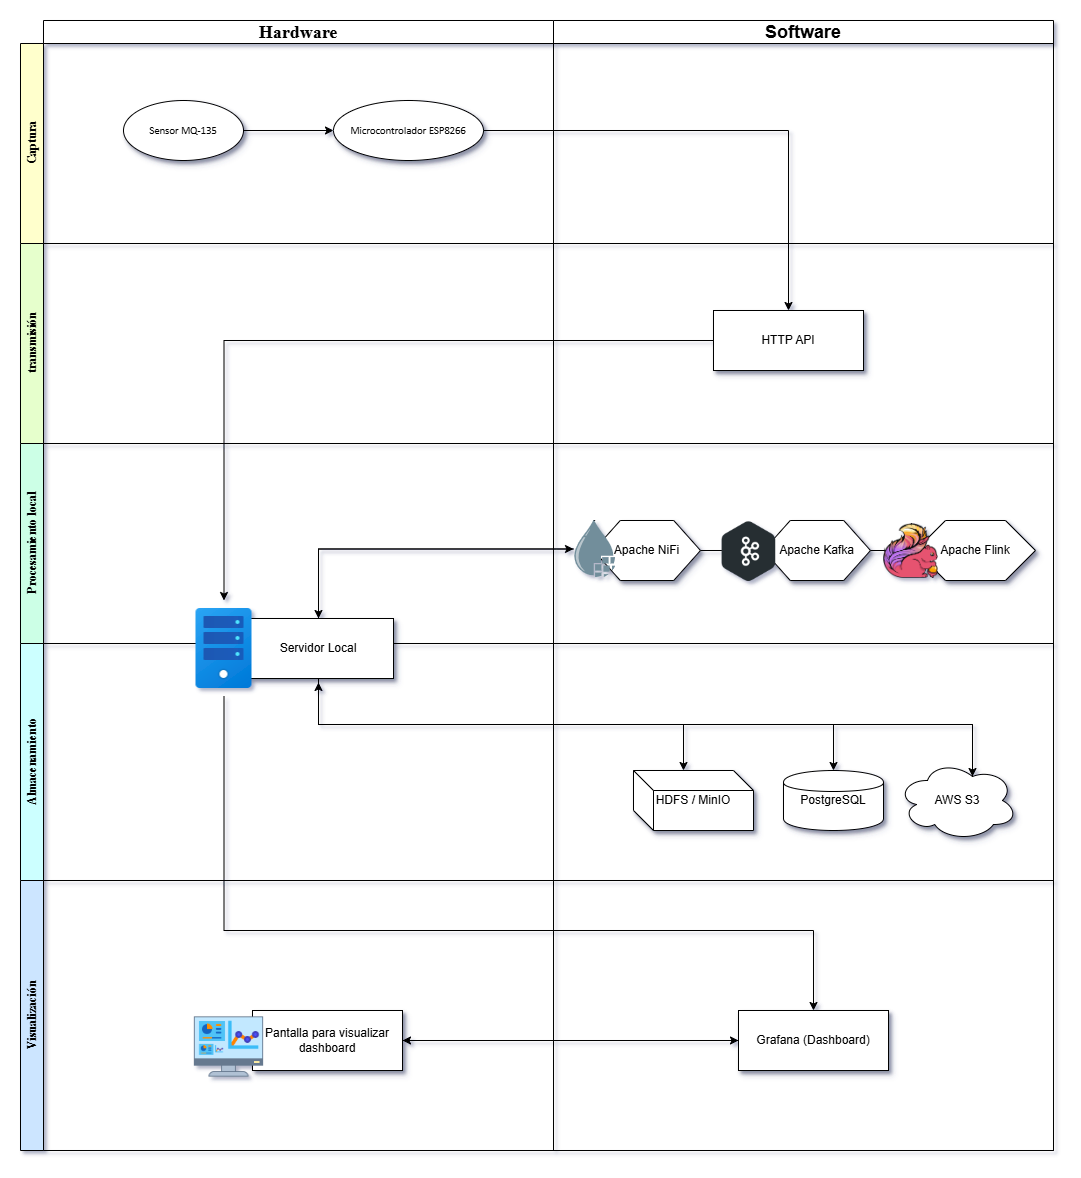 Hardware
Software
Captura
Sensor MQ-135
Microcontrolador ESP8266
transmisión
HTTP API
Procesamiento local
Apache NiFi
Apache Kafka
Apache Flink
Servidor Local
Almacenamiento
HDFS / MinIO
PostgreSQL
AWS S3
Visualización
Pantalla para visualizar
dashboard
Grafana (Dashboard)